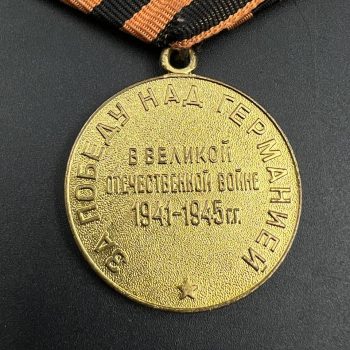 ЗА ПОБЕДУ НАД ГЕРМАНИЕЙ
В ВЕЛИКОЙ
ОТЕЧЕСТВЕННОЙ ВОЙНЕ
1941-1945 гг.